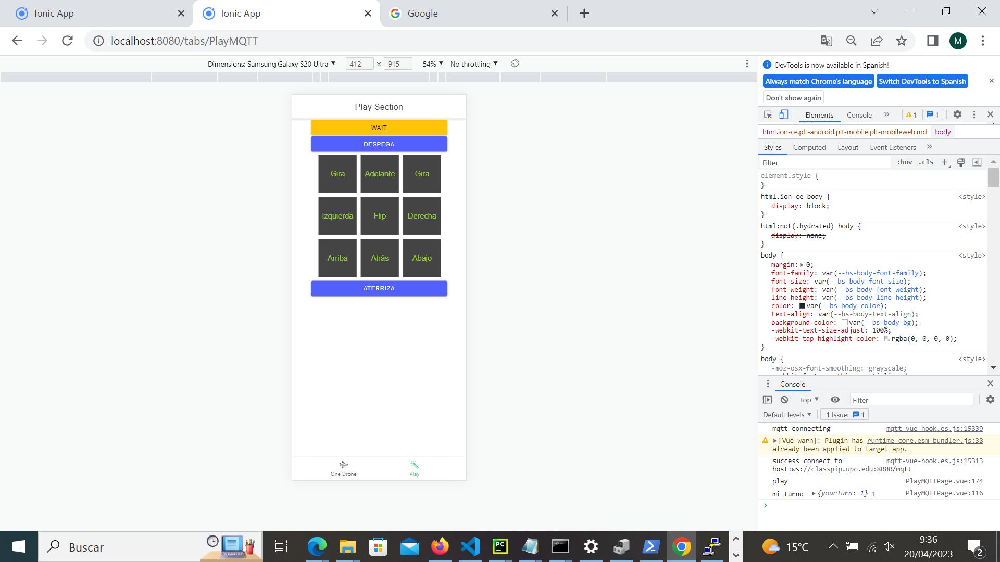 Ionic App
Ionic App
Google
localhost:8080/tabs/PlayMQTT
M
Dimensions: Samsung Galaxy S20 Ultra
412 × 915
54%
No throttling
Play Section
WAIT
DESPEGA
Gira Adelante Gira
Izquierda Flip Derecha
Arriba Atrás Abajo
ATERRIZA
One Drone
Play
DevTools is now available in Spanish!
Always match Chrome's language
Switch DevTools to Spanish
Don't show again
Elements
Console
1
1
html.ion-ce.plt-android.plt-mobile.plt-mobileweb.md
body
Styles
Computed
Layout
Event Listeners
Filter
:hov .cls
element.style {
}
html.ion-ce body { <style>
display: block;
}
html:not(.hydrated) body { <style>
display: none;
}
body { <style>
margin: 0;
font-family: var(--bs-body-font-family);
font-size: var(--bs-body-font-size);
font-weight: var(--bs-body-font-weight);
line-height: var(--bs-body-line-height);
color: var(--bs-body-color);
text-align: var(--bs-body-text-align);
background-color: var(--bs-body-bg);
-webkit-text-size-adjust: 100%;
-webkit-tap-highlight-color: rgba(0, 0, 0, 0);
}
body { <style>
-moz-osx-font-smoothing: grayscale;
Console
top
Filter
Default levels
1 Issue: 1
mqtt connecting mqtt-vue-hook.es.js:15339
[Vue warn]: Plugin has runtime-core.esm-bundler.js:38
already been applied to target app.
success connect to mqtt-vue-hook.es.js:15313
host:ws://classpip.upc.edu:8000/mqtt
play PlayMQTTPage.vue:174
mi turno {yourTurn: 1} 1 PlayMQTTPage.vue:116
Buscar
PC
15°C
9:36
20/04/2023
2